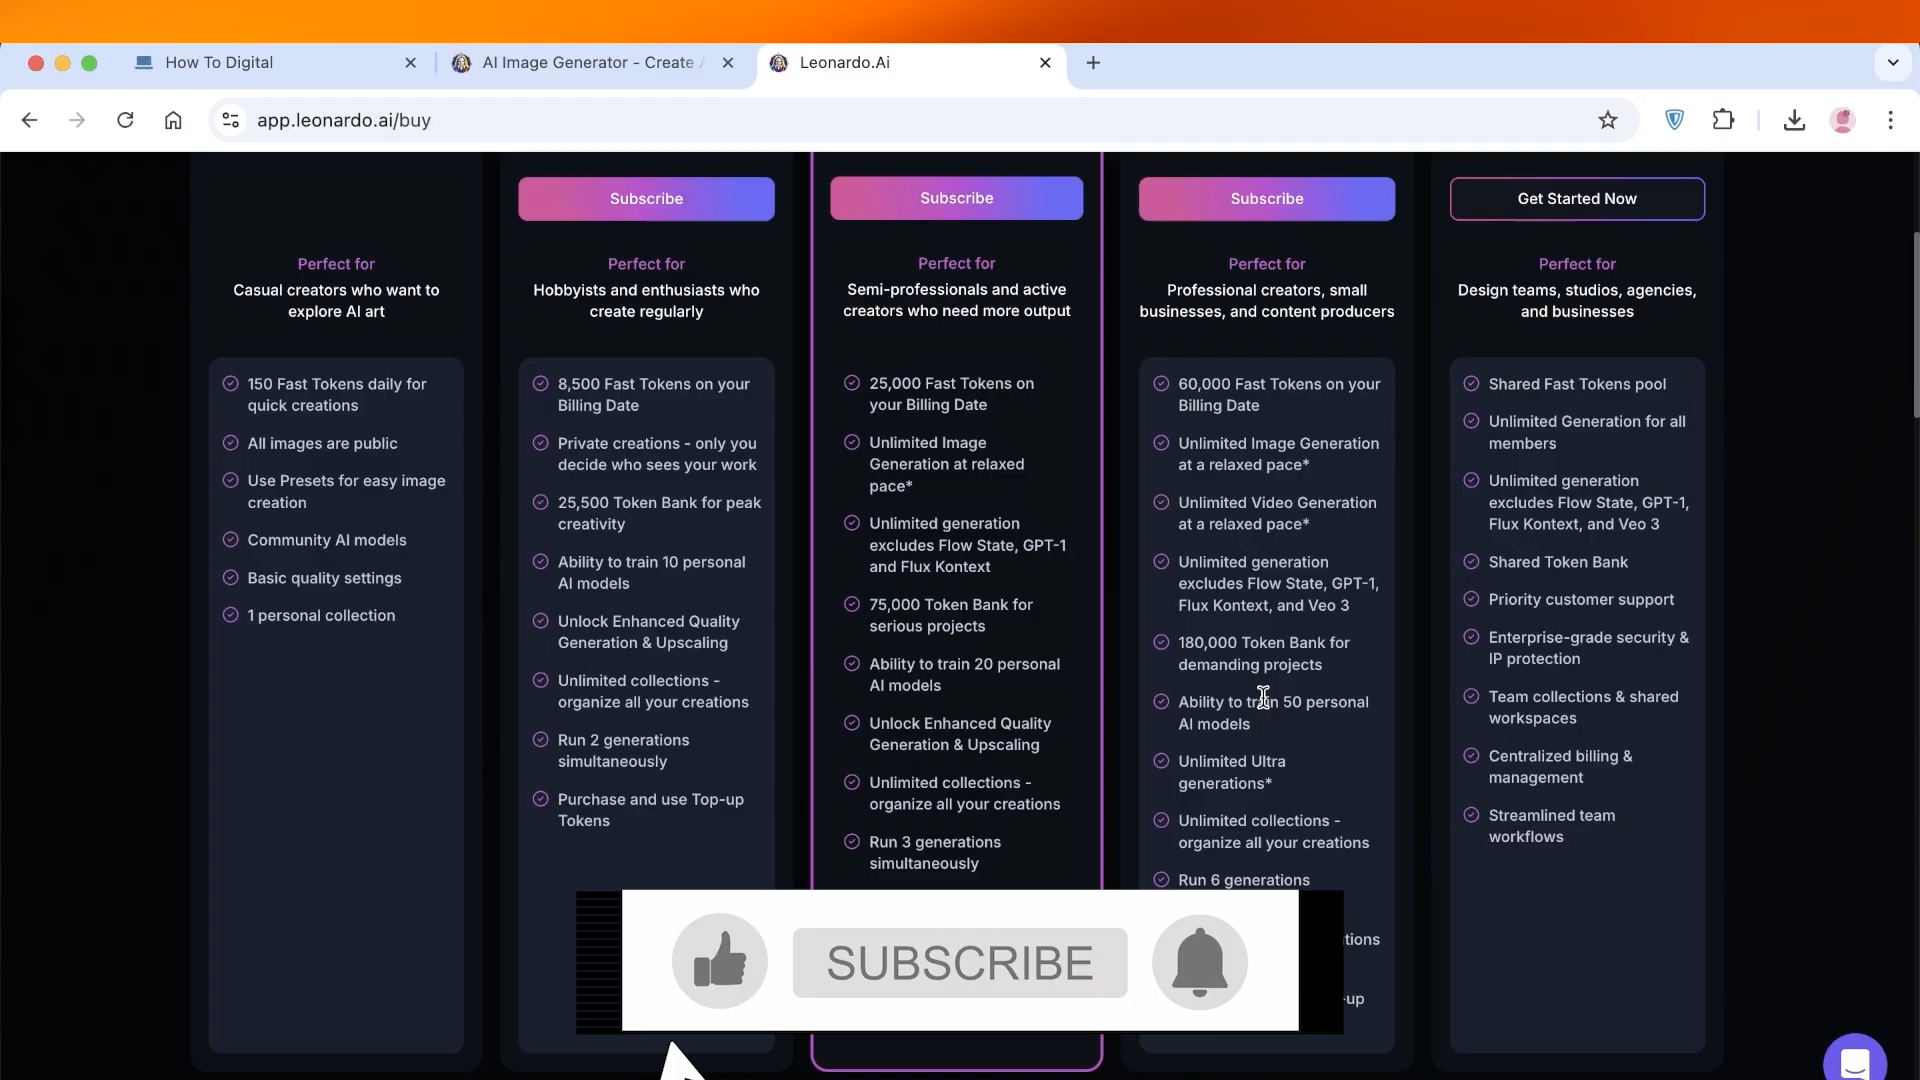 How To Digital
AI Image Generator - Create
Leonardo.Ai
app.leonardo.ai/buy
Perfect for
Casual creators who want to
explore AI art
150 Fast Tokens daily for
quick creations
All images are public
Use Presets for easy image
creation
Community AI models
Basic quality settings
1 personal collection
Subscribe
Perfect for
Hobbyists and enthusiasts who
create regularly
8,500 Fast Tokens on your
Billing Date
Private creations - only you
decide who sees your work
25,500 Token Bank for peak
creativity
Ability to train 10 personal
AI models
Unlock Enhanced Quality
Generation & Upscaling
Unlimited collections -
organize all your creations
Run 2 generations
simultaneously
Purchase and use Top-up
Tokens
Subscribe
Perfect for
Semi-professionals and active
creators who need more output
25,000 Fast Tokens on
your Billing Date
Unlimited Image
Generation at relaxed
pace*
Unlimited generation
excludes Flow State, GPT-1
and Flux Kontext
75,000 Token Bank for
serious projects
Ability to train 20 personal
AI models
Unlock Enhanced Quality
Generation & Upscaling
Unlimited collections -
organize all your creations
Run 3 generations
simultaneously
Subscribe
Perfect for
Professional creators, small
businesses, and content producers
60,000 Fast Tokens on your
Billing Date
Unlimited Image Generation
at a relaxed pace*
Unlimited Video Generation
at a relaxed pace*
Unlimited generation
excludes Flow State, GPT-1,
Flux Kontext, and Veo 3
180,000 Token Bank for
demanding projects
Ability to train 50 personal
AI models
Unlimited Ultra
generations*
Unlimited collections -
organize all your creations
Run 6 generations
Get Started Now
Perfect for
Design teams, studios, agencies,
and businesses
Shared Fast Tokens pool
Unlimited Generation for all
members
Unlimited generation
excludes Flow State, GPT-1,
Flux Kontext, and Veo 3
Shared Token Bank
Priority customer support
Enterprise-grade security &
IP protection
Team collections & shared
workspaces
Centralized billing &
management
Streamlined team
workflows
SUBSCRIBE